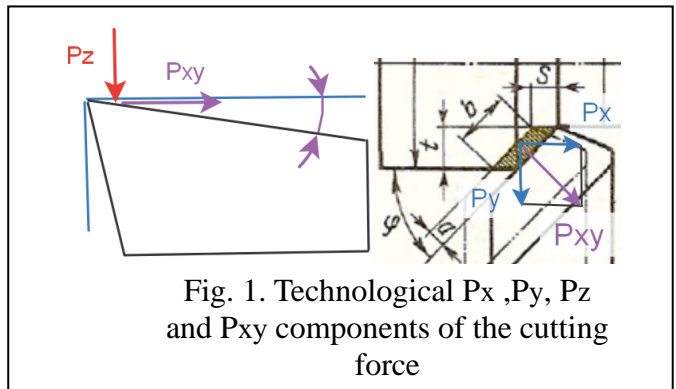 Pz
Pxy
S
b
Px
t
Py
a
φ
Pxy
Fig. 1. Technological Px ,Py, Pz
and Pxy components of the cutting
force